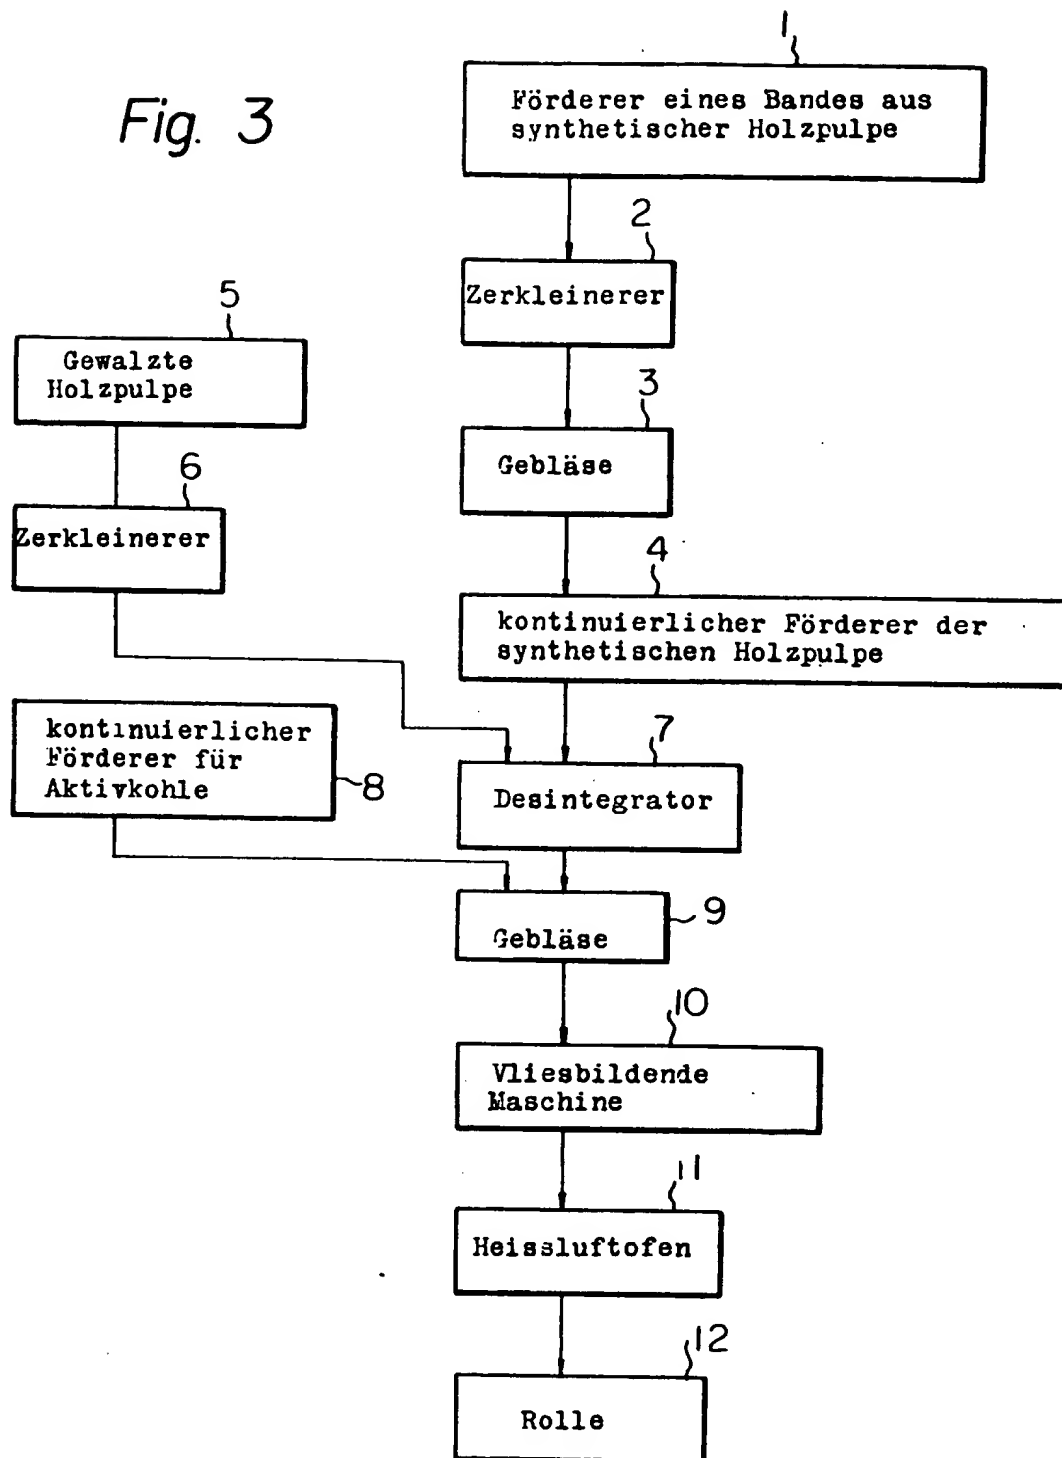 Fig. 3
1
Förderer eines Bandes aus
synthetischer Holzpulpe
2
Zerkleinerer
5
Gewalzte
Holzpulpe
3
Gebläse
6
Zerkleinerer
4
kontinuierlicher Förderer der
synthetischen Holzpulpe
kontinuierlicher
Förderer für
Aktivkohle
8
7
Desintegrator
9
Gebläse
10
Vliesbildende
Maschine
11
Heissluftofen
12
Rolle